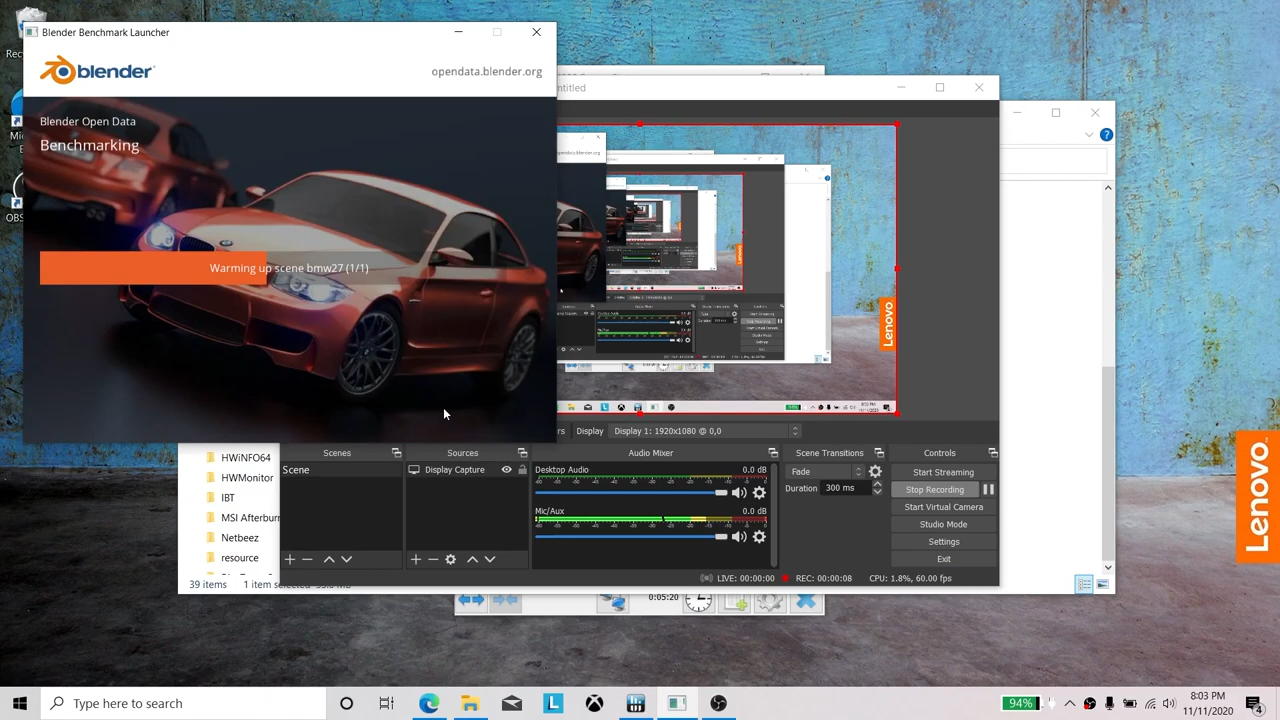 Blender Benchmark Launcher
blender
opendata.blender.org
Blender Open Data
Benchmarking
Warming up scene bmw27 (1/1)
Display
Display 1: 1920x1080 @ 0,0
Scenes
Sources
Audio Mixer
Scene Transitions
Controls
Scene
Display Capture
Desktop Audio
0.0 dB
Mic/Aux
0.0 dB
Fade
Duration
300 ms
Start Streaming
Stop Recording
Start Virtual Camera
Studio Mode
Settings
Exit
LIVE: 00:00:00
REC: 00:00:08
CPU: 1.8%, 60.00 fps
HWiNFO64
HWMonitor
IBT
MSI Afterburn
Netbeez
resource
39 items
0:05:20
Lenovo
Lenovo
Type here to search
94%
8:03 PM
11/11/2020
4